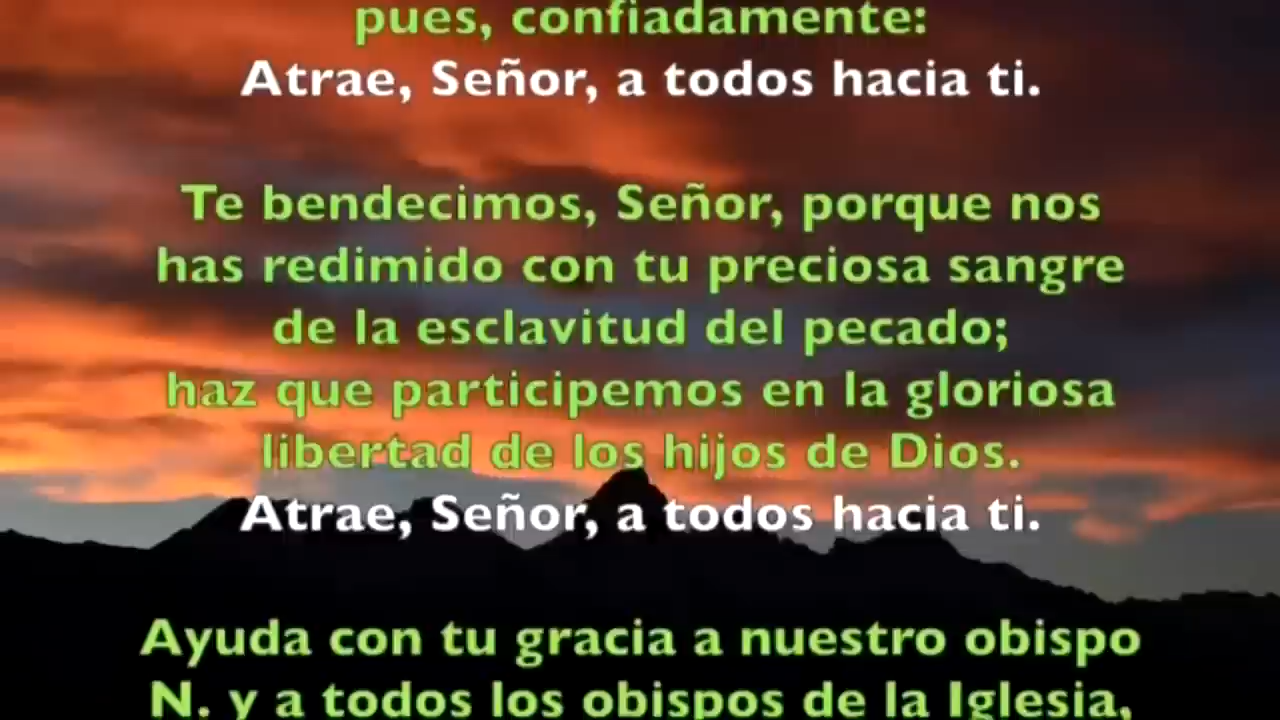 pues, confiadamente:
Atrae, Señor, a todos hacia ti.
Te bendecimos, Señor, porque nos
has redimido con tu preciosa sangre
de la esclavitud del pecado;
haz que participemos en la gloriosa
libertad de los hijos de Dios.
Atrae, Señor, a todos hacia ti.
Ayuda con tu gracia a nuestro obispo
N. y a todos los obispos de la Iglesia,